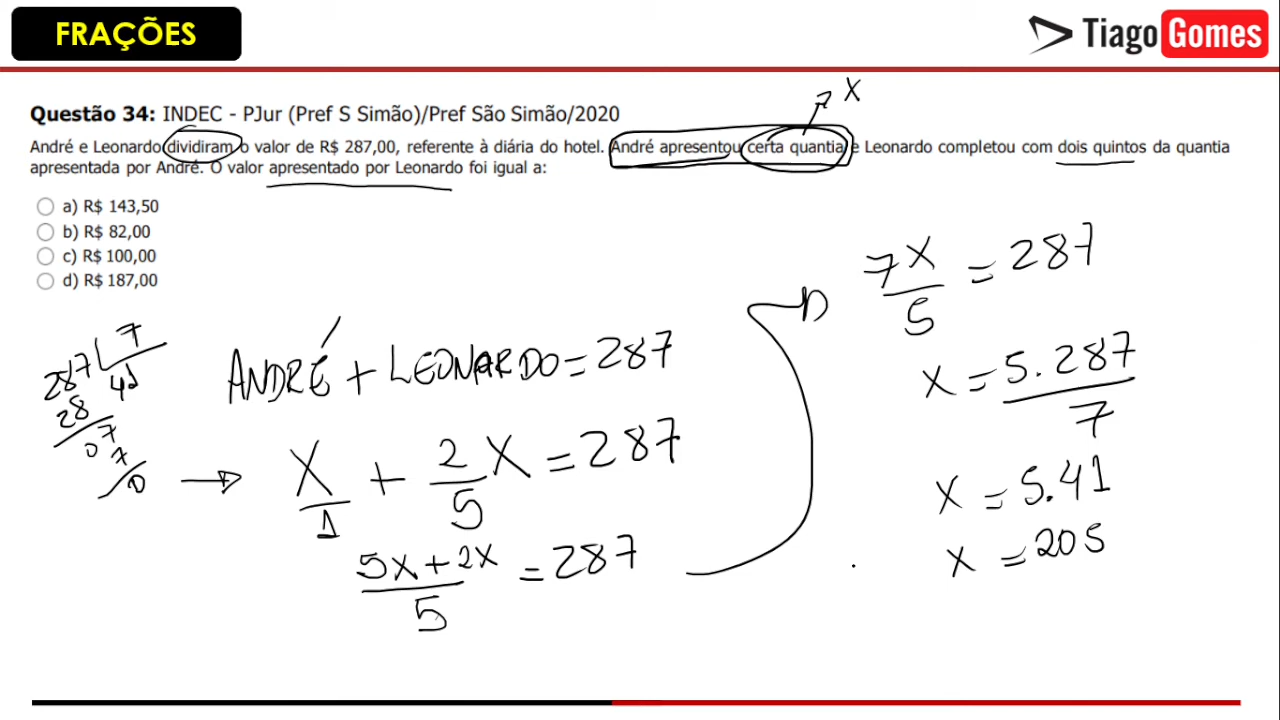 FRAÇÕES
Tiago Gomes
Questão 34: INDEC - PJur (Pref S Simão)/Pref São Simão/2020
André e Leonardo dividiram o valor de R$ 287,00, referente à diária do hotel. André apresentou certa quantia e Leonardo completou com dois quintos da quantia
apresentada por André. O valor apresentado por Leonardo foi igual a:
a) R$ 143,50
b) R$ 82,00
c) R$ 100,00
d) R$ 187,00
X
287 7
28 41
07
7
0
ANDRÉ + LEONARDO = 287
X/1 + 2/5 X = 287
5X + 2X / 5 = 287
7X/5 = 287
X = 5.287/7
X = 5.41
X = 205